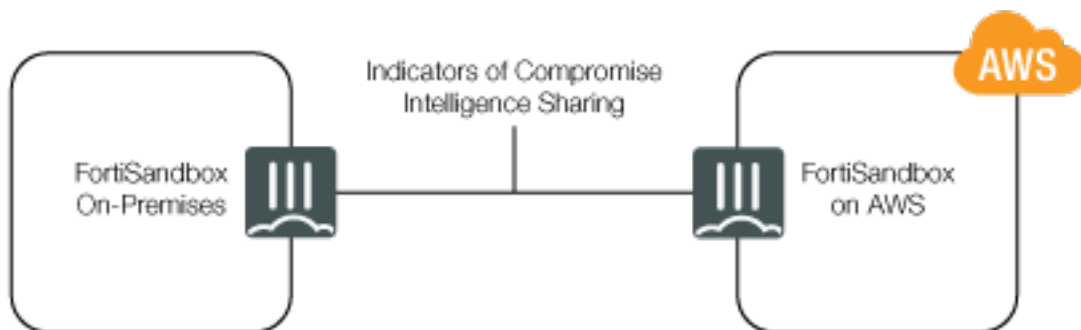 AWS
Indicators of Compromise
Intelligence Sharing
FortiSandbox
On-Premises
FortiSandbox
on AWS